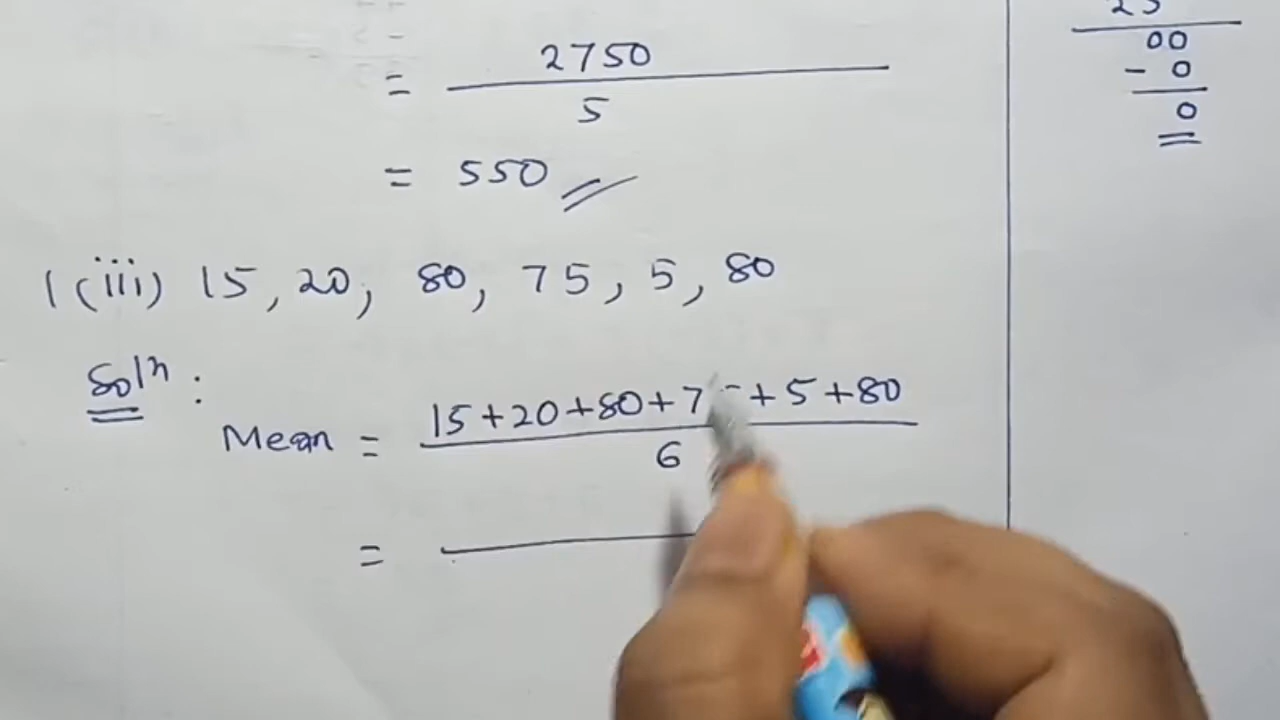 = 2750
5
= 550
1 (iii) 15, 20, 80, 75, 5, 80
Soln :
Mean = 15+20+80+7 +5+80
6
=
00
- 0
0